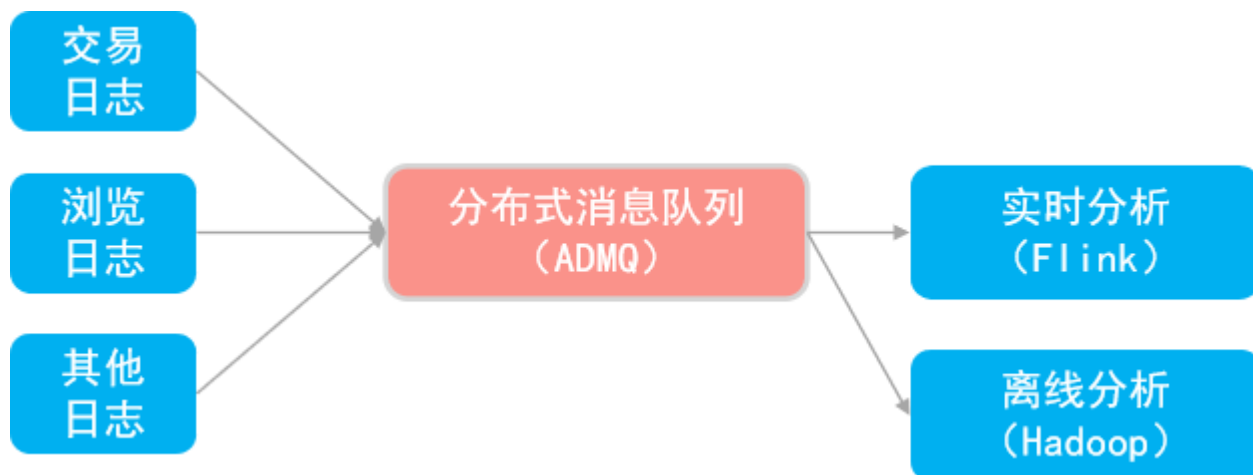 交易
日志
浏览
日志
其他
日志
分布式消息队列
（ADMQ）
实时分析
（Flink）
离线分析
（Hadoop）